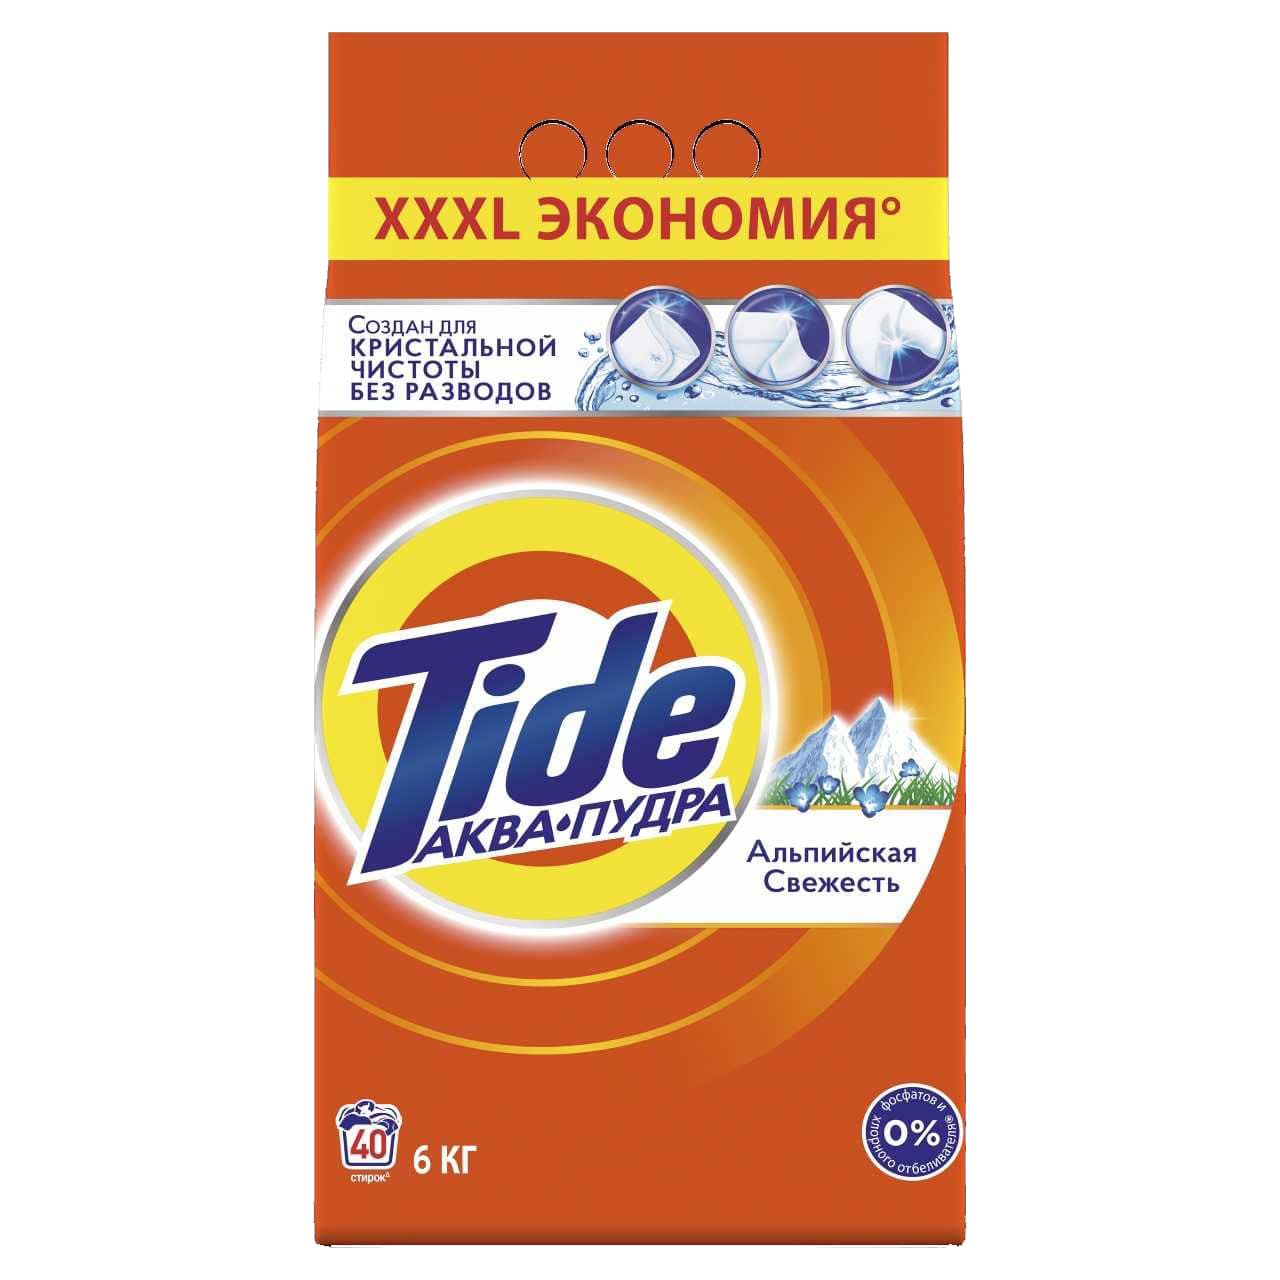 XXXL ЭКОНОМИЯ°
СОЗДАН ДЛЯ
КРИСТАЛЬНОЙ
ЧИСТОТЫ
БЕЗ РАЗВОДОВ
Tide
АКВА•ПУДРА
Альпийская
Свежесть
40
стирок∆
6 КГ
0%
фосфатов и
хлорного отбеливателя*